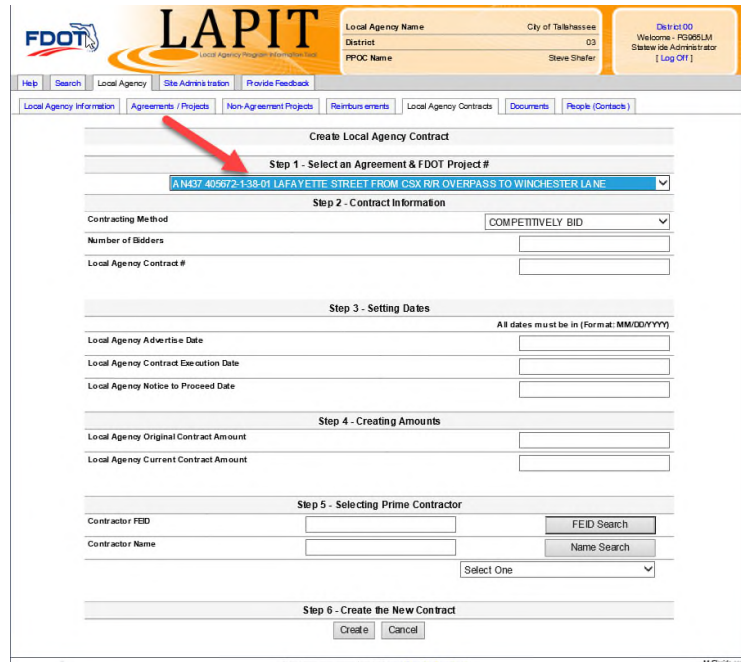 FDOT
LAPIT
Local Agency Program Information Tool
Local Agency Name City of Tallahassee
District 03
PPOC Name Steve Shafer
District 00
Welcome - PG965LM
Statewide Administrator
[ Log Off ]
Help Search Local Agency Site Administration Provide Feedback
Local Agency Information Agreements / Projects Non-Agreement Projects Reimbursements Local Agency Contracts Documents People (Contacts)
Create Local Agency Contract
Step 1 - Select an Agreement & FDOT Project #
AN437 405672-1-38-01 LAFAYETTE STREET FROM CSX R/R OVERPASS TO WINCHESTER LANE
Step 2 - Contract Information
Contracting Method COMPETITIVELY BID
Number of Bidders
Local Agency Contract #
Step 3 - Setting Dates
All dates must be in (Format: MM/DD/YYYY)
Local Agency Advertise Date
Local Agency Contract Execution Date
Local Agency Notice to Proceed Date
Step 4 - Creating Amounts
Local Agency Original Contract Amount
Local Agency Current Contract Amount
Step 5 - Selecting Prime Contractor
Contractor FEID FEID Search
Contractor Name Name Search
Select One
Step 6 - Create the New Contract
Create Cancel